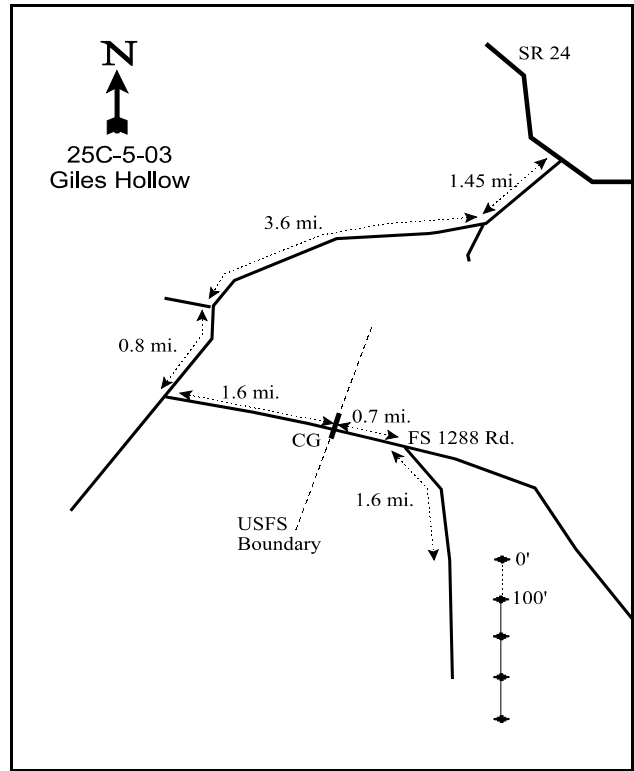 N
25C-5-03
Giles Hollow
SR 24
1.45 mi.
3.6 mi.
0.8 mi.
1.6 mi.
0.7 mi.
CG
FS 1288 Rd.
1.6 mi.
USFS
Boundary
0'
100'